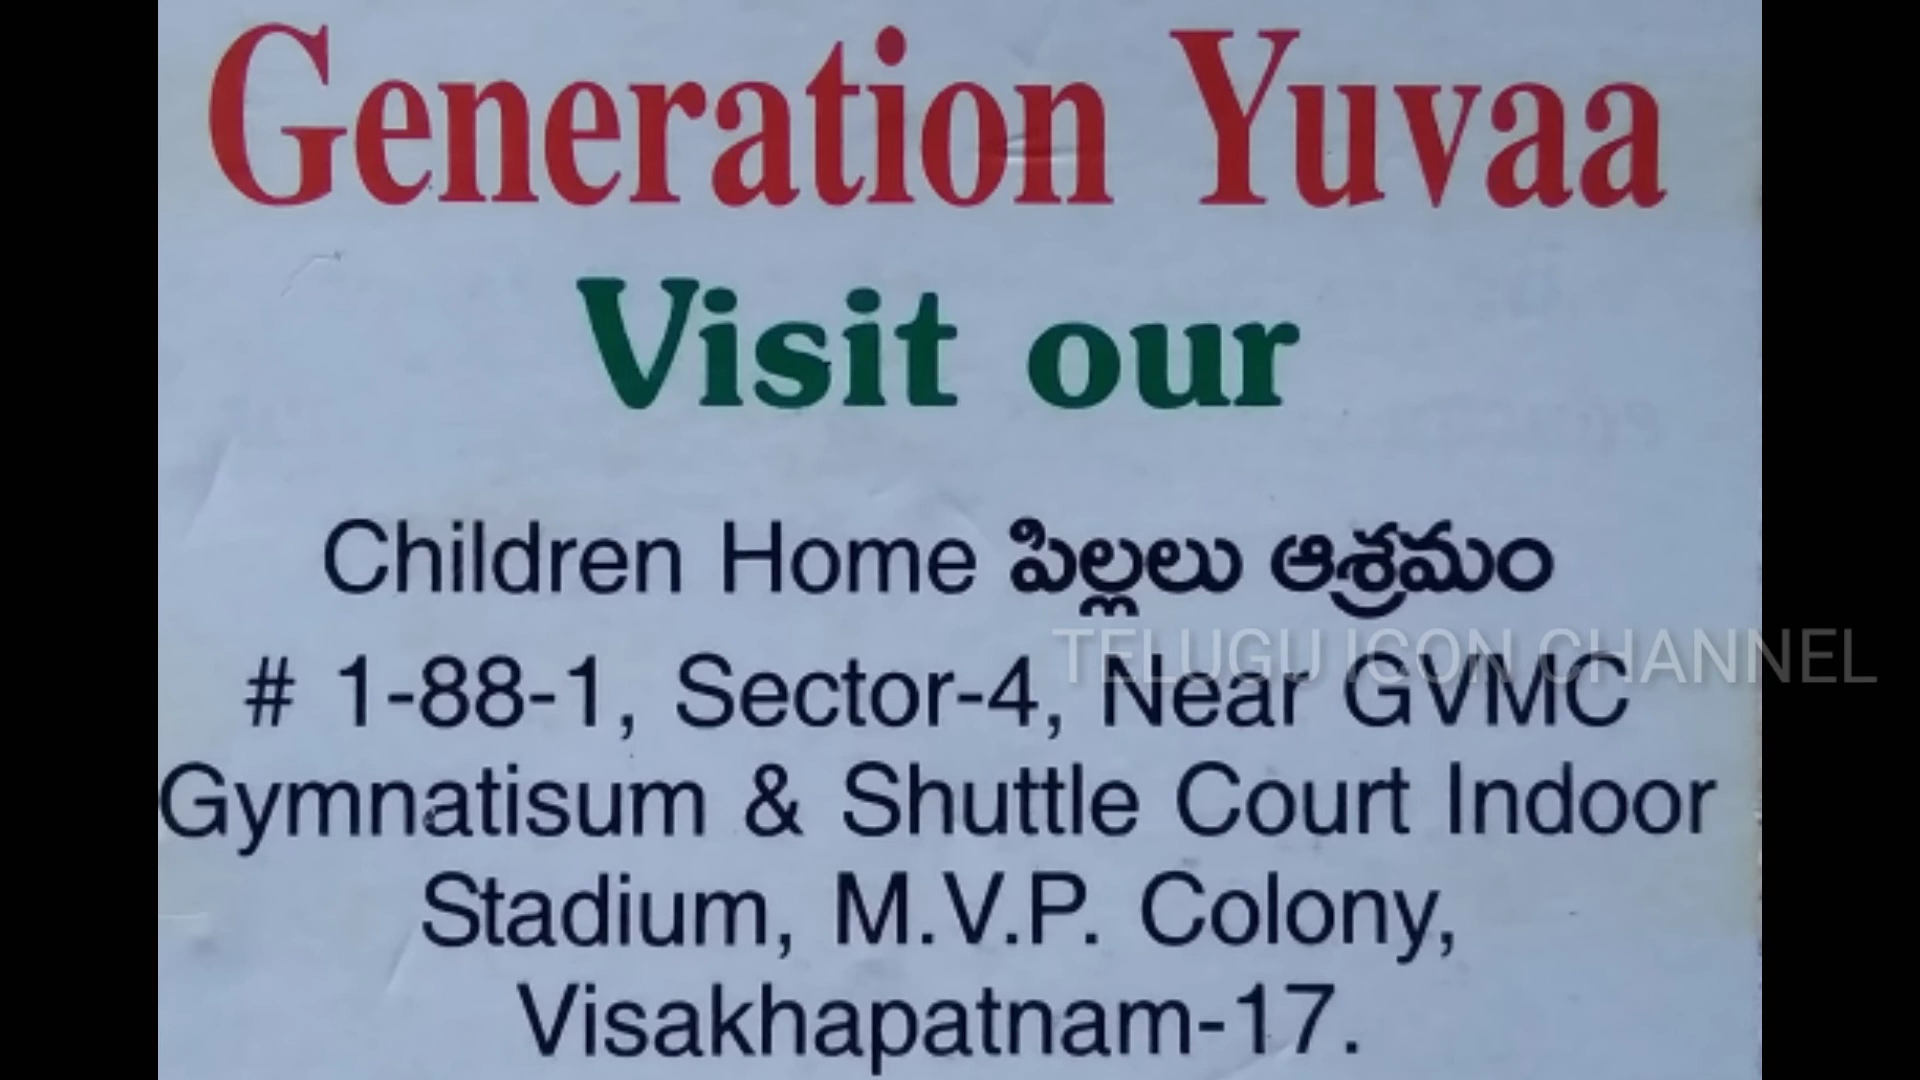 Generation Yuvaa
Visit our
Children Home పిల్లలు ఆశ్రమం
TELUGU ICON CHANNEL
# 1-88-1, Sector-4, Near GVMC
Gymnatisum & Shuttle Court Indoor
Stadium, M.V.P. Colony,
Visakhapatnam-17.